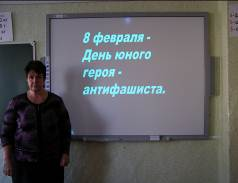 8 февраля -
День юного
героя -
антифашиста.